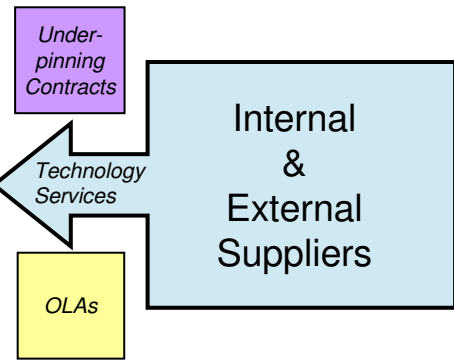 Under-
pinning
Contracts
Technology
Services
Internal
&
External
Suppliers
OLAs